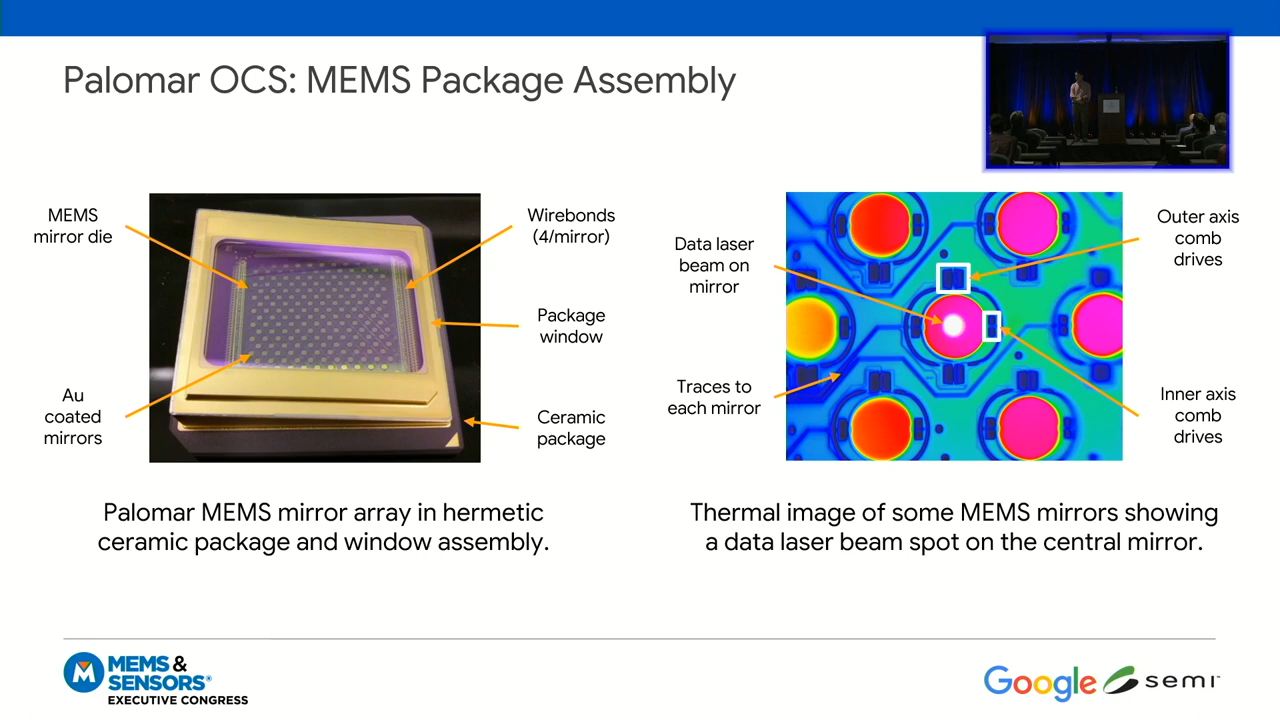 Palomar OCS: MEMS Package Assembly
MEMS
mirror die
Au
coated
mirrors
Wirebonds
(4/mirror)
Package
window
Ceramic
package
Palomar MEMS mirror array in hermetic
ceramic package and window assembly.
Data laser
beam on
mirror
Traces to
each mirror
Outer axis
comb
drives
Inner axis
comb
drives
Thermal image of some MEMS mirrors showing
a data laser beam spot on the central mirror.
MEMS &
SENSORS®
EXECUTIVE CONGRESS
Google
semi™